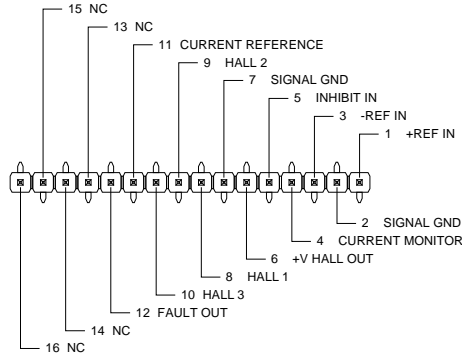 15 NC
13 NC
11 CURRENT REFERENCE
9 HALL 2
7 SIGNAL GND
5 INHIBIT IN
3 -REF IN
1 +REF IN
2 SIGNAL GND
4 CURRENT MONITOR
6 +V HALL OUT
8 HALL 1
10 HALL 3
12 FAULT OUT
14 NC
16 NC